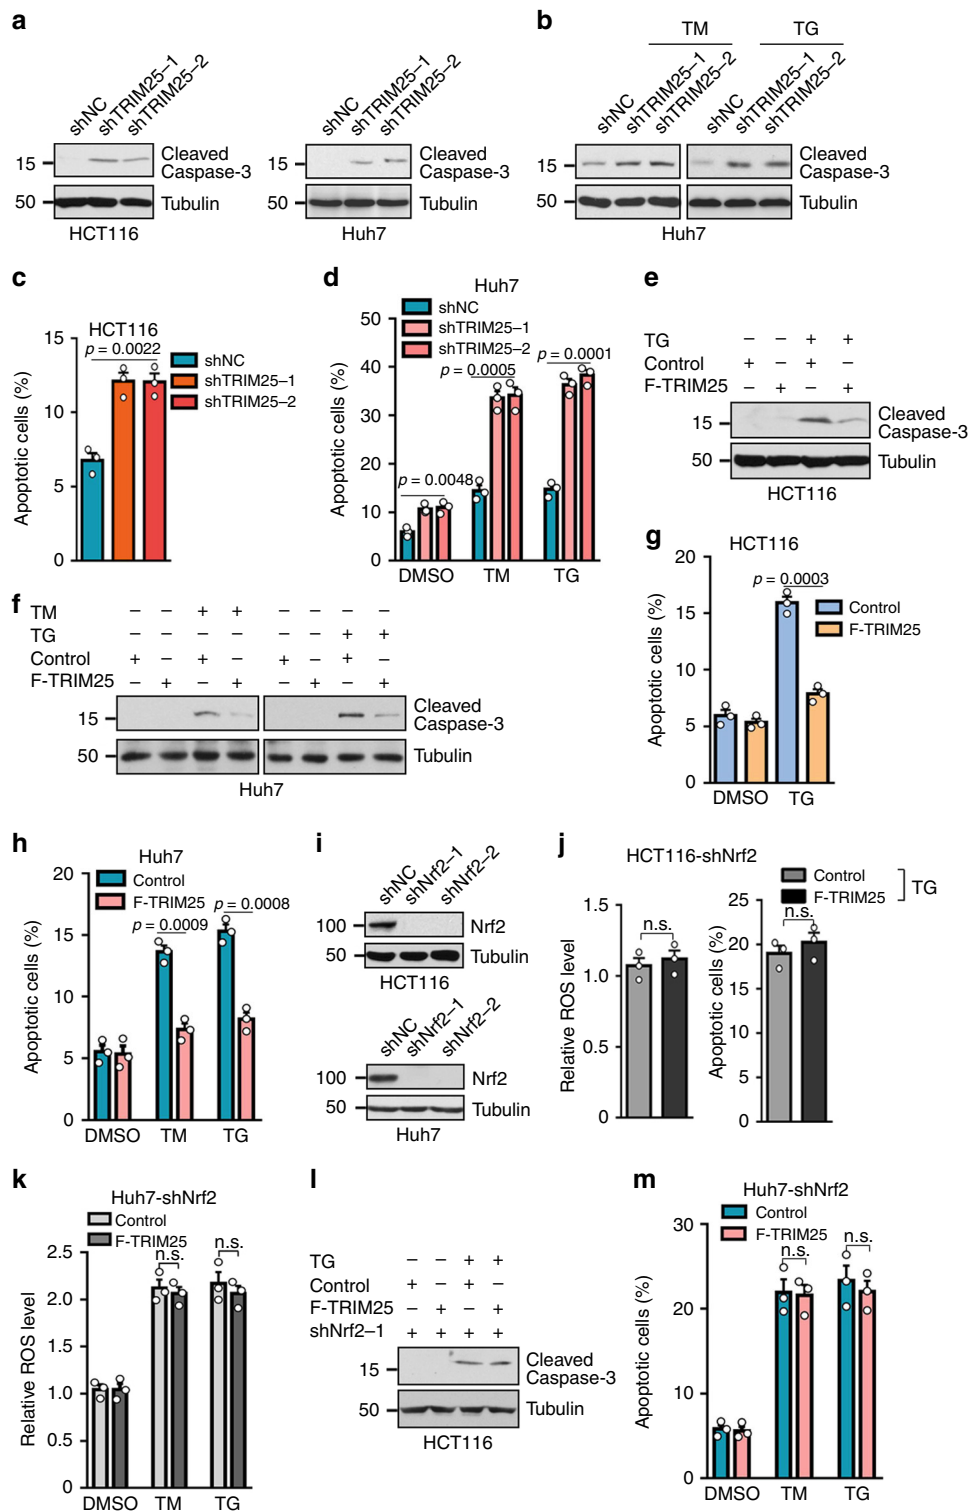 a
shNC
shTRIM25–1
shTRIM25–2
15
Cleaved
Caspase-3
50
Tubulin
HCT116
shNC
shTRIM25–1
shTRIM25–2
15
Cleaved
Caspase-3
50
Tubulin
Huh7
b
TM
TG
shNC
shTRIM25–1
shTRIM25–2
shNC
shTRIM25–1
shTRIM25–2
15
Cleaved
Caspase-3
50
Tubulin
Huh7
c
HCT116
p = 0.0022
shNC
shTRIM25–1
shTRIM25–2
Apoptotic cells (%)
15
10
5
0
d
Huh7
shNC
shTRIM25–1
shTRIM25–2
p = 0.0048
p = 0.0005
p = 0.0001
Apoptotic cells (%)
50
40
30
20
10
0
DMSO
TM
TG
e
TG – – + +
Control + – + –
F-TRIM25 – + – +
15
Cleaved
Caspase-3
50
Tubulin
HCT116
f
TM – – + + – – – –
TG – – – – – – + +
Control + – + – + – + –
F-TRIM25 – + – + – + – +
15
Cleaved
Caspase-3
50
Tubulin
Huh7
g
HCT116
p = 0.0003
Control
F-TRIM25
Apoptotic cells (%)
20
15
10
5
0
DMSO
TG
h
Huh7
Control
F-TRIM25
p = 0.0009
p = 0.0008
Apoptotic cells (%)
20
15
10
5
0
DMSO
TM
TG
i
shNC
shNrf2–1
shNrf2–2
100
Nrf2
50
Tubulin
HCT116
shNC
shNrf2–1
shNrf2–2
100
Nrf2
50
Tubulin
Huh7
j
HCT116-shNrf2
Control
F-TRIM25
TG
n.s.
Relative ROS level
1.5
1.0
0.5
0
n.s.
Apoptotic cells (%)
25
20
15
10
5
0
k
Huh7-shNrf2
Control
F-TRIM25
n.s.
n.s.
Relative ROS level
2.5
2.0
1.5
1.0
0.5
0
DMSO
TM
TG
l
TG – – + +
Control + – + –
F-TRIM25 – + – +
shNrf2–1 + + + +
15
Cleaved
Caspase-3
50
Tubulin
HCT116
m
Huh7-shNrf2
Control
F-TRIM25
n.s.
n.s.
Apoptotic cells (%)
30
20
10
0
DMSO
TM
TG